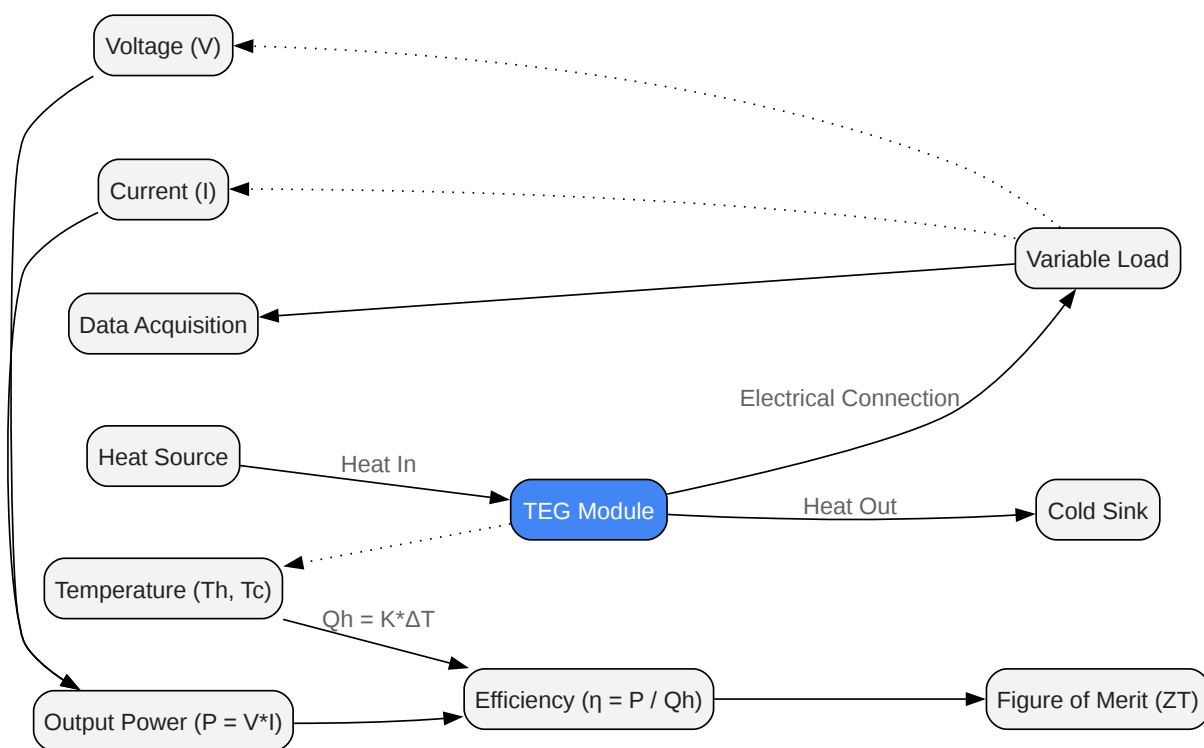 Voltage (V)
Current (I)
Variable Load
Data Acquisition
Electrical Connection
Heat Source
Heat In
TEG Module
Heat Out
Cold Sink
Temperature (Th, Tc)
Qh = K*ΔT
Efficiency (η = P / Qh)
Figure of Merit (ZT)
Output Power (P = V*I)